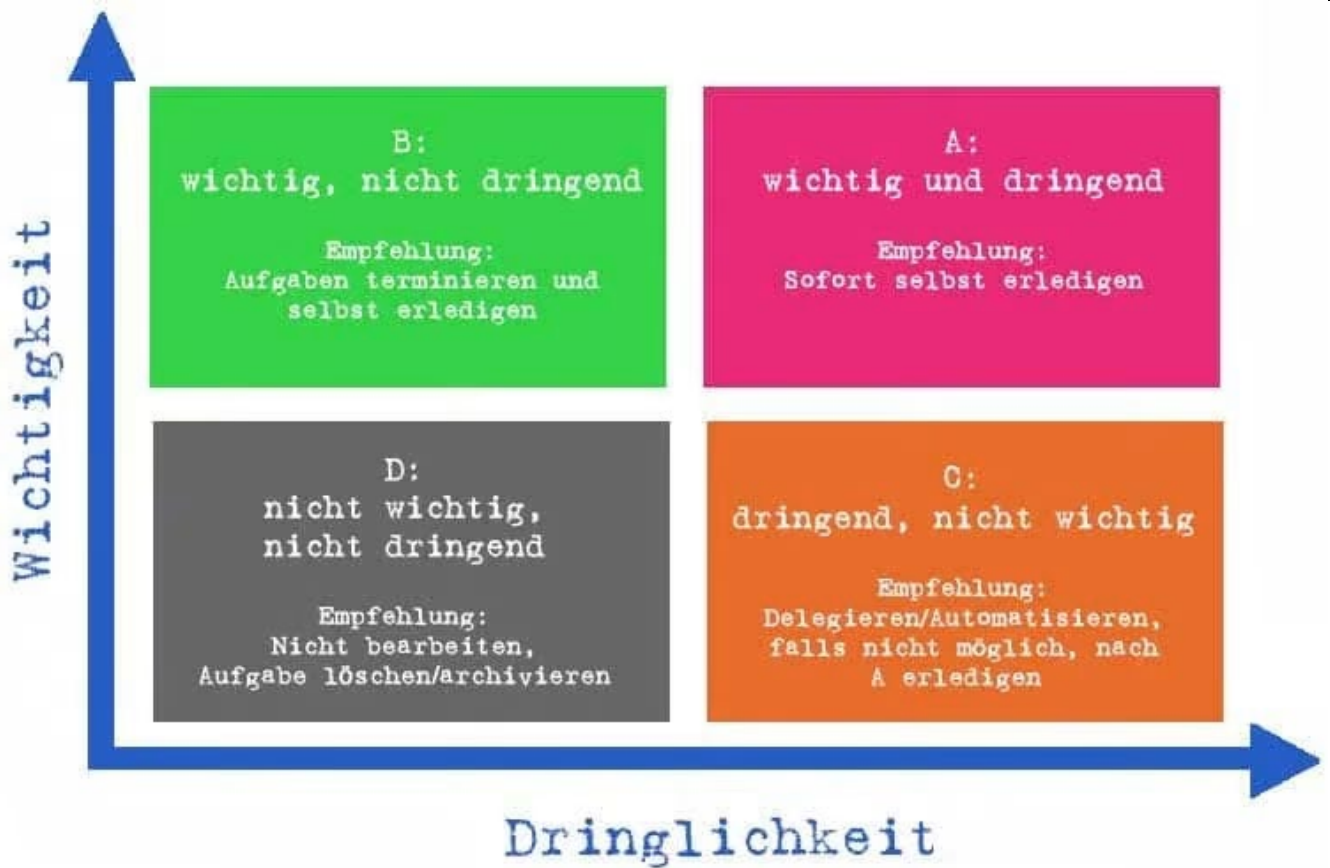 Wichtigkeit
B:
wichtig, nicht dringend
Empfehlung:
Aufgaben terminieren und
selbst erledigen
A:
wichtig und dringend
Empfehlung:
Sofort selbst erledigen
D:
nicht wichtig,
nicht dringend
Empfehlung:
Nicht bearbeiten,
Aufgabe löschen/archivieren
C:
dringend, nicht wichtig
Empfehlung:
Delegieren/Automatisieren,
falls nicht möglich, nach
A erledigen
Dringlichkeit